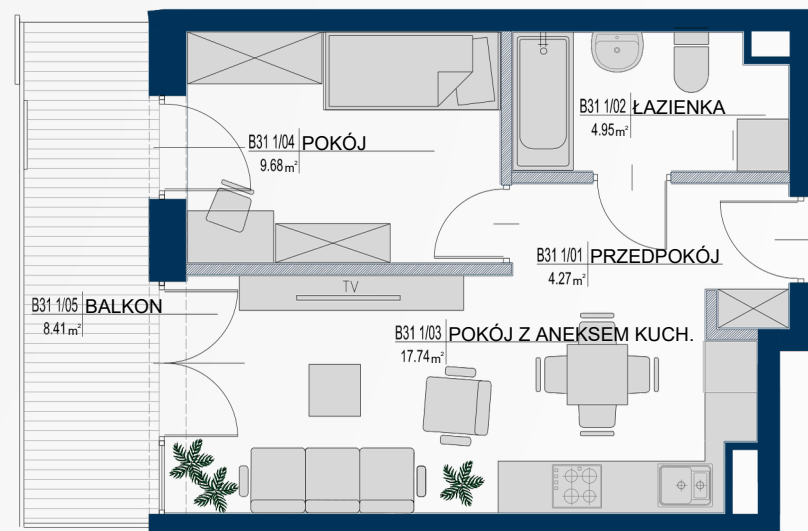 B31 1/04 POKÓJ
9.68 m²
B31 1/02 ŁAZIENKA
4.95 m²
B31 1/01 PRZEDPOKÓJ
4.27 m²
TV
B31 1/05 BALKON
8.41 m²
B31 1/03 POKÓJ Z ANEKSEM KUCH.
17.74 m²